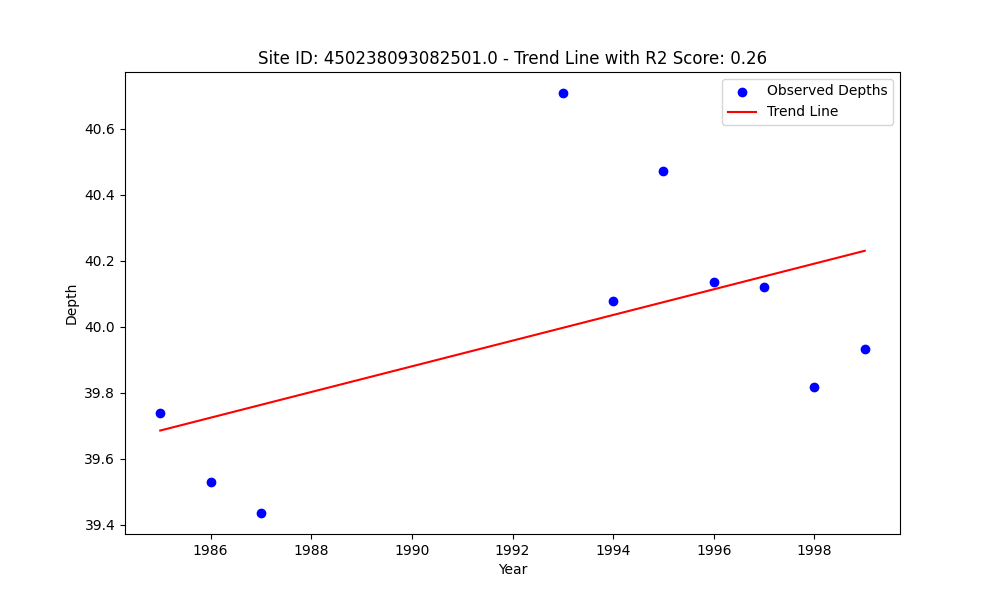 Site ID: 450238093082501.0 - Trend Line with R2 Score: 0.26
Observed Depths
Trend Line
40.6
40.4
40.2
40.0
39.8
39.6
39.4
Depth
1986
1988
1990
1992
1994
1996
1998
Year